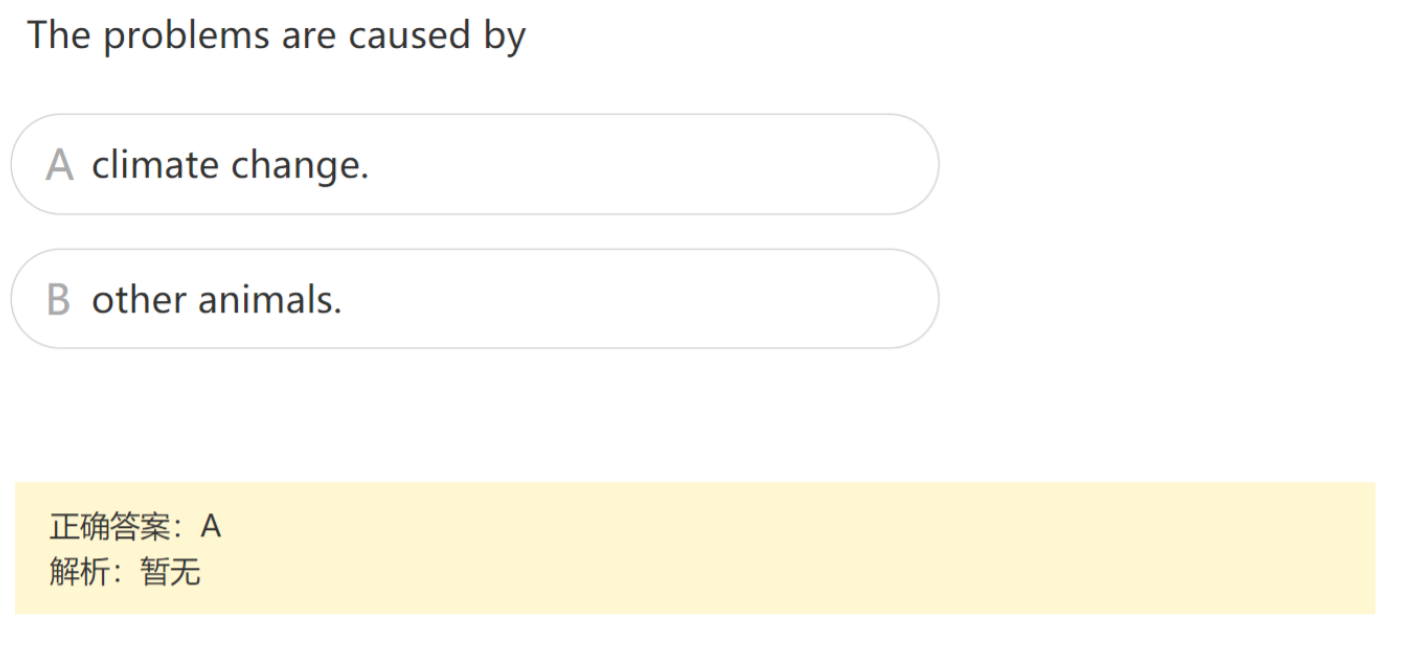 The problems are caused by
A climate change.
B other animals.
正确答案：A
解析：暂无